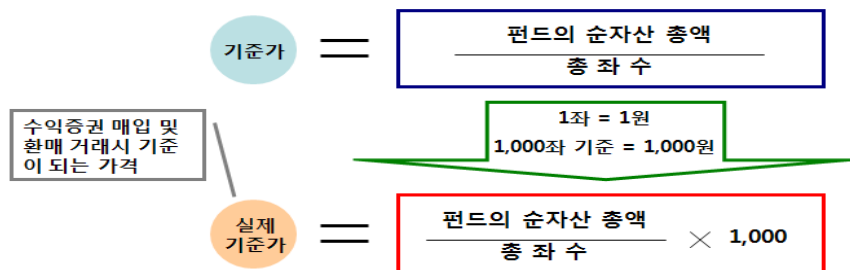 기준가
=
펀드의 순자산 총액
총 좌 수
수익증권 매입 및
환매 거래시 기준
이 되는 가격
1좌 = 1원
1,000좌 기준 = 1,000원
실제
기준가
=
펀드의 순자산 총액
총 좌 수
× 1,000